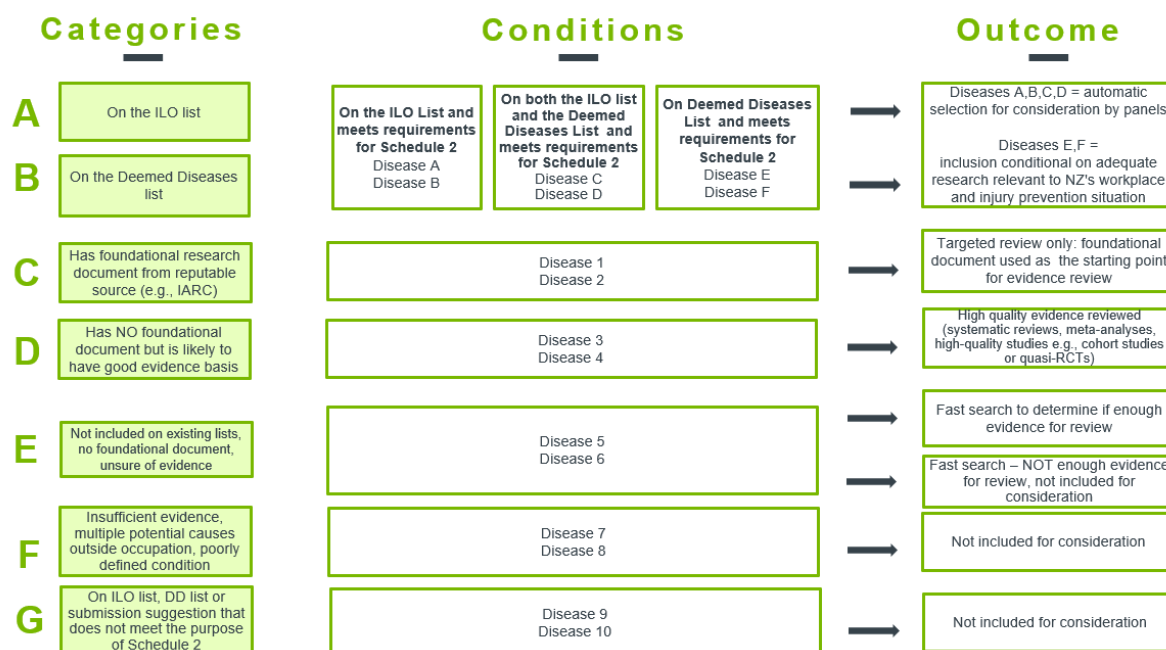 Categories
Conditions
Outcome
A
On the ILO list
B
On the Deemed Diseases
list
On the ILO List and
meets requirements
for Schedule 2
Disease A
Disease B
On both the ILO list
and the Deemed
Diseases List and
meets requirements
for Schedule 2
Disease C
Disease D
On Deemed Diseases
List and meets
requirements for
Schedule 2
Disease E
Disease F
Diseases A,B,C,D = automatic
selection for consideration by panels
Diseases E,F =
inclusion conditional on adequate
research relevant to NZ's workplace
and injury prevention situation
C
Has foundational research
document from reputable
source (e.g., IARC)
Disease 1
Disease 2
Targeted review only: foundational
document used as the starting point
for evidence review
D
Has NO foundational
document but is likely to
have good evidence basis
Disease 3
Disease 4
High quality evidence reviewed
(systematic reviews, meta-analyses,
high-quality studies e.g., cohort studies
or quasi-RCTs)
E
Not included on existing lists,
no foundational document,
unsure of evidence
Disease 5
Disease 6
Fast search to determine if enough
evidence for review
Fast search – NOT enough evidence
for review, not included for
consideration
F
Insufficient evidence,
multiple potential causes
outside occupation, poorly
defined condition
Disease 7
Disease 8
Not included for consideration
G
On ILO list, DD list or
submission suggestion that
does not meet the purpose
of Schedule 2
Disease 9
Disease 10
Not included for consideration